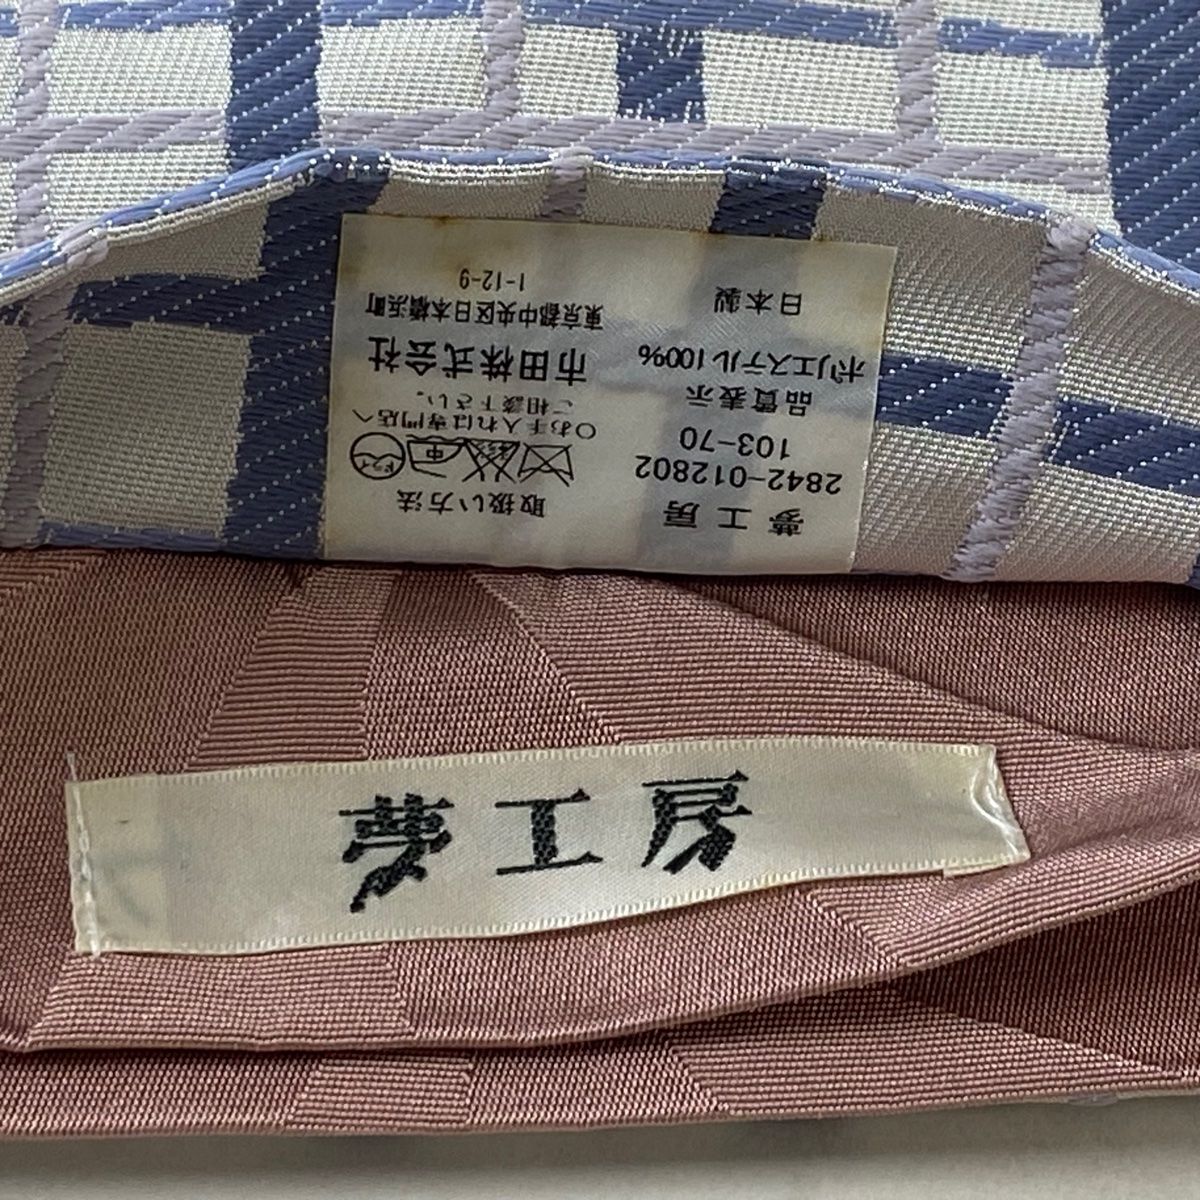 夢工房
2842-012802
103-70
品質表示
ポリエステル100%
日本製
取扱い方法
ドライ
○お手入れは専門店へ
ご相談下さい。
市田株式会社
東京都中央区日本橋浜町
1-12-9
夢工房